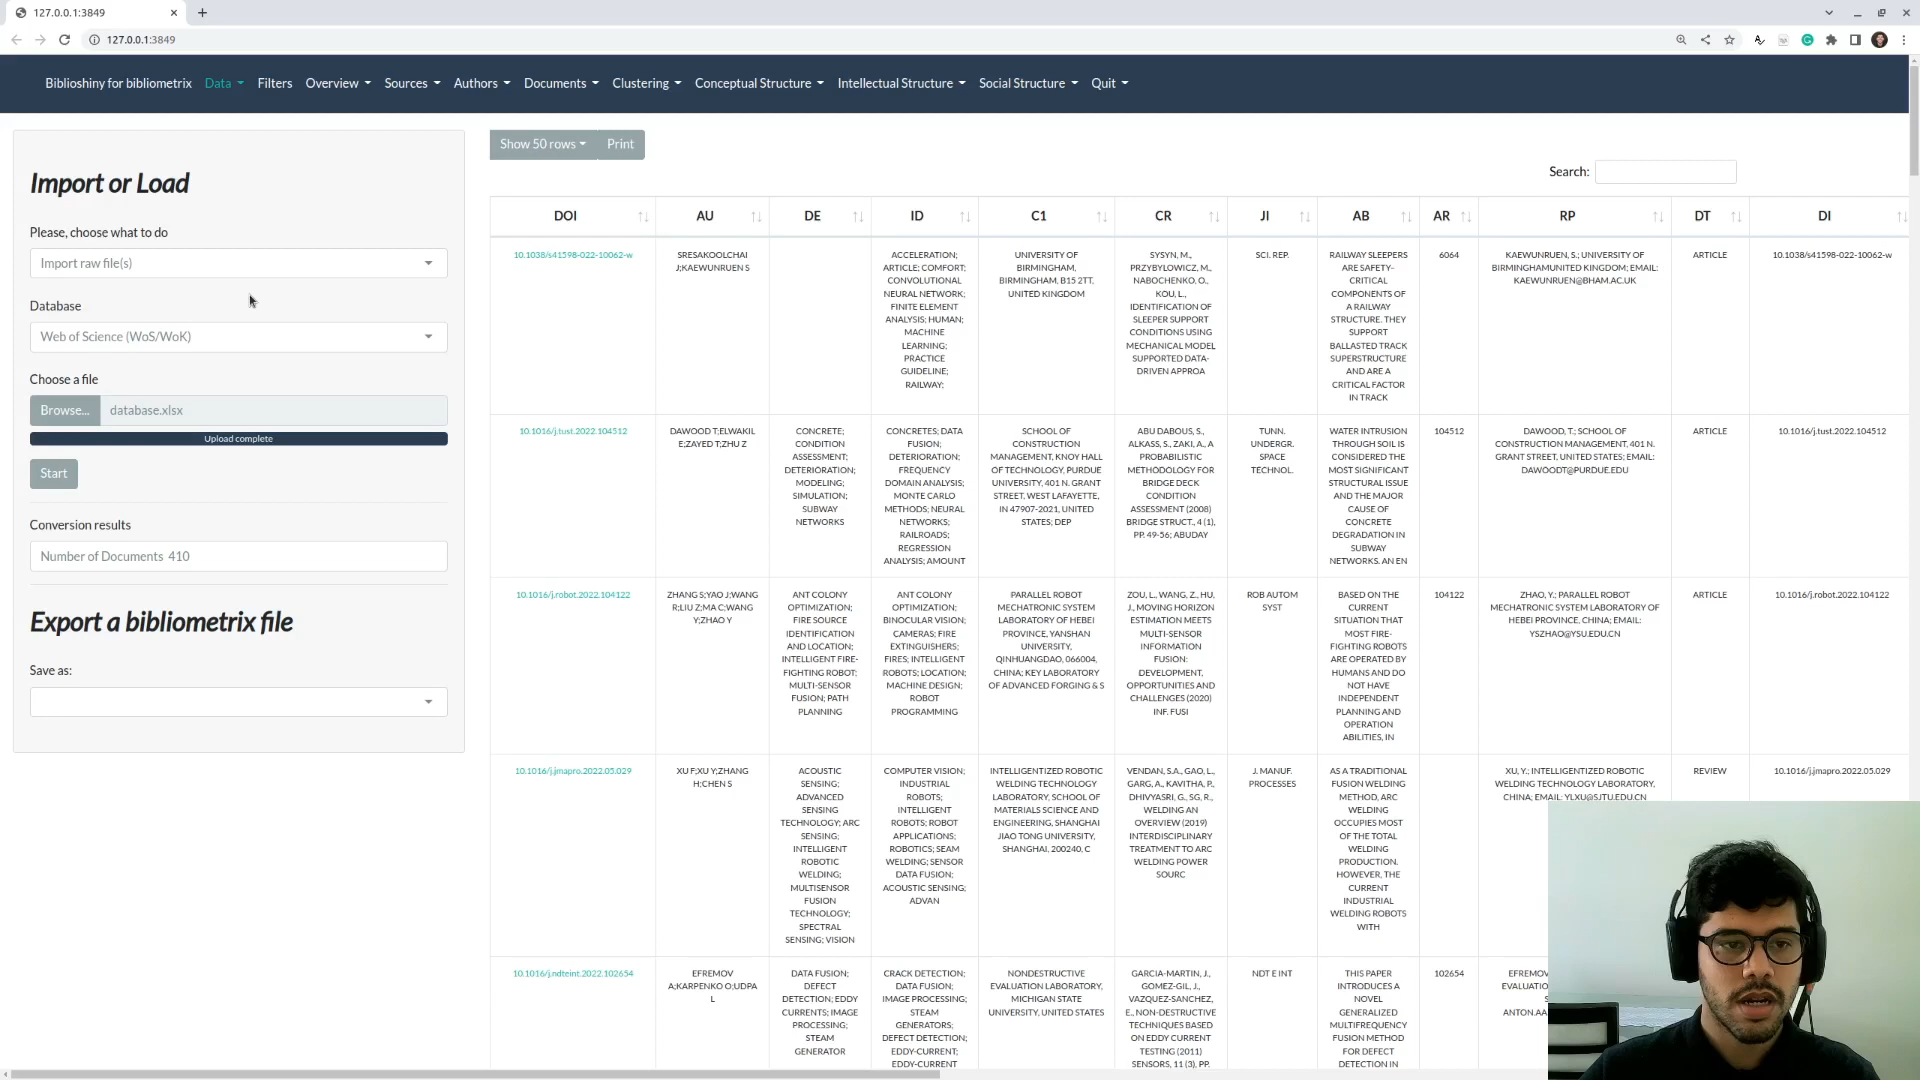 127.0.0.1:3849
127.0.0.1:3849
Biblioshiny for bibliometrix Data Filters Overview Sources Authors Documents Clustering Conceptual Structure Intellectual Structure Social Structure Quit
Import or Load
Please, choose what to do
Import raw file(s)
Database
Web of Science (WoS/WoK)
Choose a file
Browse... database.xlsx
Upload complete
Start
Conversion results
Number of Documents 410
Export a bibliometrix file
Save as:
Show 50 rows Print
Search:
DOI AU DE ID C1 CR JI AB AR RP DT DI
10.1038/s41598-022-10062-w
SRESAKOOLCHAI
J;KAEWUNRUEN S
ACCELERATION;
ARTICLE; COMFORT;
CONVOLUTIONAL
NEURAL NETWORK;
FINITE ELEMENT
ANALYSIS; HUMAN;
MACHINE
LEARNING;
PRACTICE
GUIDELINE;
RAILWAY;
UNIVERSITY OF
BIRMINGHAM,
BIRMINGHAM, B15 2TT,
UNITED KINGDOM
SYSYN, M.,
PRZYBYLOWICZ, M.,
NABOCHENKO, O.,
KOU, L.,
IDENTIFICATION OF
SLEEPER SUPPORT
CONDITIONS USING
MECHANICAL MODEL
SUPPORTED DATA-
DRIVEN APPROA
SCI. REP.
RAILWAY SLEEPERS
ARE SAFETY-
CRITICAL
COMPONENTS OF
A RAILWAY
STRUCTURE. THEY
SUPPORT
BALLASTED TRACK
SUPERSTRUCTURE
AND ARE A
CRITICAL FACTOR
IN TRACK
6064
KAEWUNRUEN, S.; UNIVERSITY OF
BIRMINGHAMUNITED KINGDOM; EMAIL:
KAEWUNRUEN@BHAM.AC.UK
ARTICLE
10.1038/s41598-022-10062-w
10.1016/j.tust.2022.104512
DAWOOD T;ELWAKIL
E;ZAYED T;ZHU Z
CONCRETE;
CONDITION
ASSESSMENT;
DETERIORATION;
MODELING;
SIMULATION;
SUBWAY
NETWORKS
CONCRETES; DATA
FUSION;
DETERIORATION;
FREQUENCY
DOMAIN ANALYSIS;
MONTE CARLO
METHODS; NEURAL
NETWORKS;
RAILROADS;
REGRESSION
ANALYSIS; AMOUNT
SCHOOL OF
CONSTRUCTION
MANAGEMENT, KNOY HALL
OF TECHNOLOGY, PURDUE
UNIVERSITY, 401 N. GRANT
STREET, WEST LAFAYETTE,
IN 47907-2021, UNITED
STATES; DEP
ABU DABOUS, S.,
ALKASS, S., ZAKI, A., A
PROBABILISTIC
METHODOLOGY FOR
BRIDGE DECK
CONDITION
ASSESSMENT (2008)
BRIDGE STRUCT., 4 (1),
PP. 49-56; ABUDAY
TUNN.
UNDERGR.
SPACE
TECHNOL.
WATER INTRUSION
THROUGH SOIL IS
CONSIDERED THE
MOST SIGNIFICANT
STRUCTURAL ISSUE
AND THE MAJOR
CAUSE OF
CONCRETE
DEGRADATION IN
SUBWAY
NETWORKS. AN EN
104512
DAWOOD, T.; SCHOOL OF
CONSTRUCTION MANAGEMENT, 401 N.
GRANT STREET, UNITED STATES; EMAIL:
DAWOODT@PURDUE.EDU
ARTICLE
10.1016/j.tust.2022.104512
10.1016/j.robot.2022.104122
ZHANG S;YAO J;WANG
R;LIU Z;MA C;WANG
Y;ZHAO Y
ANT COLONY
OPTIMIZATION;
FIRE SOURCE
IDENTIFICATION
AND LOCATION;
INTELLIGENT FIRE-
FIGHTING ROBOT;
MULTI-SENSOR
FUSION; PATH
PLANNING
ANT COLONY
OPTIMIZATION;
BINOCULAR VISION;
CAMERAS; FIRE
EXTINGUISHERS;
FIRES; INTELLIGENT
ROBOTS; LOCATION;
MACHINE DESIGN;
ROBOT
PROGRAMMING
PARALLEL ROBOT
MECHATRONIC SYSTEM
LABORATORY OF HEBEI
PROVINCE, YANSHAN
UNIVERSITY,
QINHUANGDAO, 066004,
CHINA; KEY LABORATORY
OF ADVANCED FORGING & S
ZOU, L., WANG, Z., HU,
J., MOVING HORIZON
ESTIMATION MEETS
MULTI-SENSOR
INFORMATION
FUSION:
DEVELOPMENT,
OPPORTUNITIES AND
CHALLENGES (2020)
INF. FUSI
ROB AUTOM
SYST
BASED ON THE
CURRENT
SITUATION THAT
MOST FIRE-
FIGHTING ROBOTS
ARE OPERATED BY
HUMANS AND DO
NOT HAVE
INDEPENDENT
PLANNING AND
OPERATION
ABILITIES, IN
104122
ZHAO, Y.; PARALLEL ROBOT
MECHATRONIC SYSTEM LABORATORY OF
HEBEI PROVINCE, CHINA; EMAIL:
YSZHAO@YSU.EDU.CN
ARTICLE
10.1016/j.robot.2022.104122
10.1016/j.jmapro.2022.05.029
XU F;XU Y;ZHANG
H;CHEN S
ACOUSTIC
SENSING;
ADVANCED
SENSING
TECHNOLOGY; ARC
SENSING;
INTELLIGENT
ROBOTIC
WELDING;
MULTISENSOR
FUSION
TECHNOLOGY;
SPECTRAL
SENSING; VISION
COMPUTER VISION;
INDUSTRIAL
ROBOTS;
INTELLIGENT
ROBOTS; ROBOT
APPLICATIONS;
ROBOTICS; SEAM
WELDING; SENSOR
DATA FUSION;
ACOUSTIC SENSING;
ADVAN
INTELLIGENTIZED ROBOTIC
WELDING TECHNOLOGY
LABORATORY, SCHOOL OF
MATERIALS SCIENCE AND
ENGINEERING, SHANGHAI
JIAO TONG UNIVERSITY,
SHANGHAI, 200240, C
VENDAN, S.A., GAO, L.,
GARG, A., KAVITHA, P.,
DHIVYASRI, G., SG, R.,
WELDING AN
OVERVIEW (2019)
INTERDISCIPLINARY
TREATMENT TO ARC
WELDING POWER
SOURC
J. MANUF.
PROCESSES
AS A TRADITIONAL
FUSION WELDING
METHOD, ARC
WELDING
OCCUPIES MOST
OF THE TOTAL
WELDING
PRODUCTION.
HOWEVER, THE
CURRENT
INDUSTRIAL
WELDING ROBOTS
WITH
XU, Y.; INTELLIGENTIZED ROBOTIC
WELDING TECHNOLOGY LABORATORY,
CHINA; EMAIL: YLXU@SJTU.EDU.CN
REVIEW
10.1016/j.jmapro.2022.05.029
10.1016/j.ndteint.2022.102654
EFREMOV
A;KARPENKO O;UDPA
L
DATA FUSION;
DEFECT
DETECTION; EDDY
CURRENTS; IMAGE
PROCESSING;
STEAM
GENERATOR
CRACK DETECTION;
DATA FUSION;
IMAGE PROCESSING;
STEAM
GENERATORS;
DEFECT DETECTION;
EDDY-CURRENT;
EDDY-CURRENT
NONDESTRUCTIVE
EVALUATION LABORATORY,
MICHIGAN STATE
UNIVERSITY, UNITED STATES
GARCIA-MARTIN, J.,
GOMEZ-GIL, J.,
VAZQUEZ-SANCHEZ,
E., NON-DESTRUCTIVE
TECHNIQUES BASED
ON EDDY CURRENT
TESTING (2011)
SENSORS, 11 (3), PP.
NDT E INT
THIS PAPER
INTRODUCES A
NOVEL
GENERALIZED
MULTIFREQUENCY
FUSION METHOD
FOR DEFECT
DETECTION IN
102654
EFREMOV
EVALUATIO
S
ANTON.AA